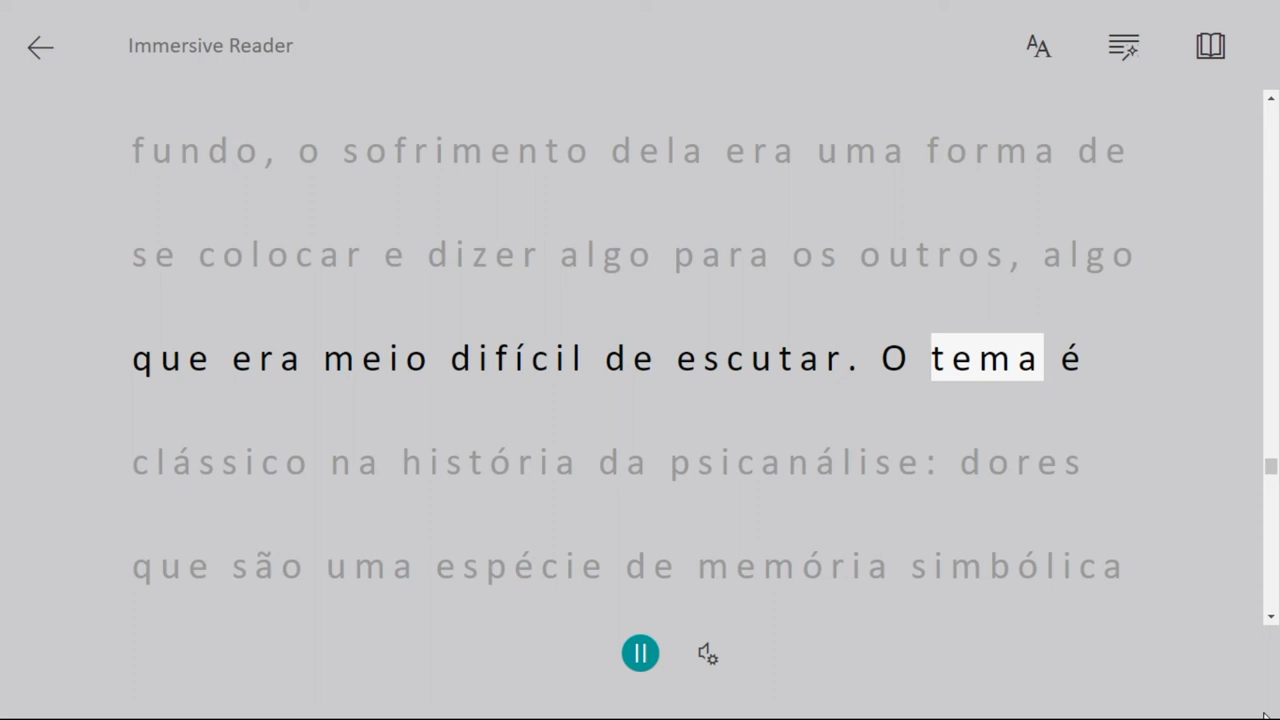 Immersive Reader
fundo, o sofrimento dela era uma forma de
se colocar e dizer algo para os outros, algo
que era meio difícil de escutar. O tema é
clássico na história da psicanálise: dores
que são uma espécie de memória simbólica